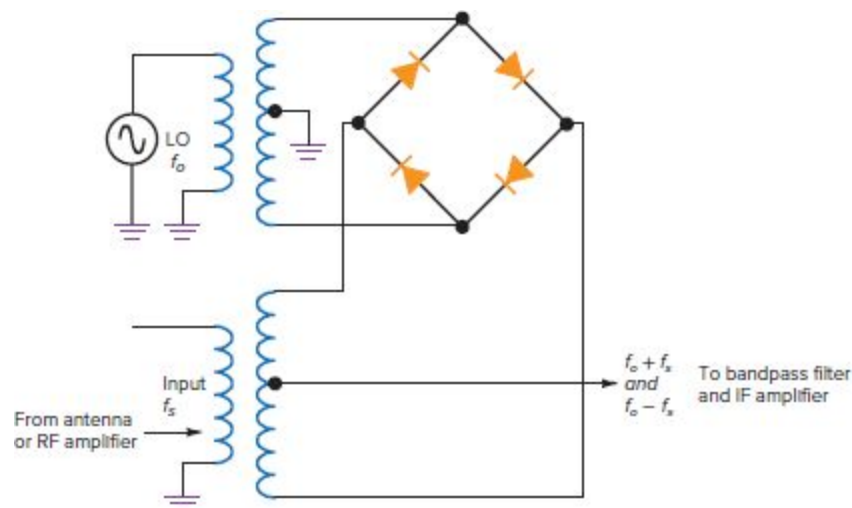 LO
fₒ
Input
fₛ
From antenna
or RF amplifier
fₒ + fₛ
and
fₒ − fₛ
To bandpass filter
and IF amplifier